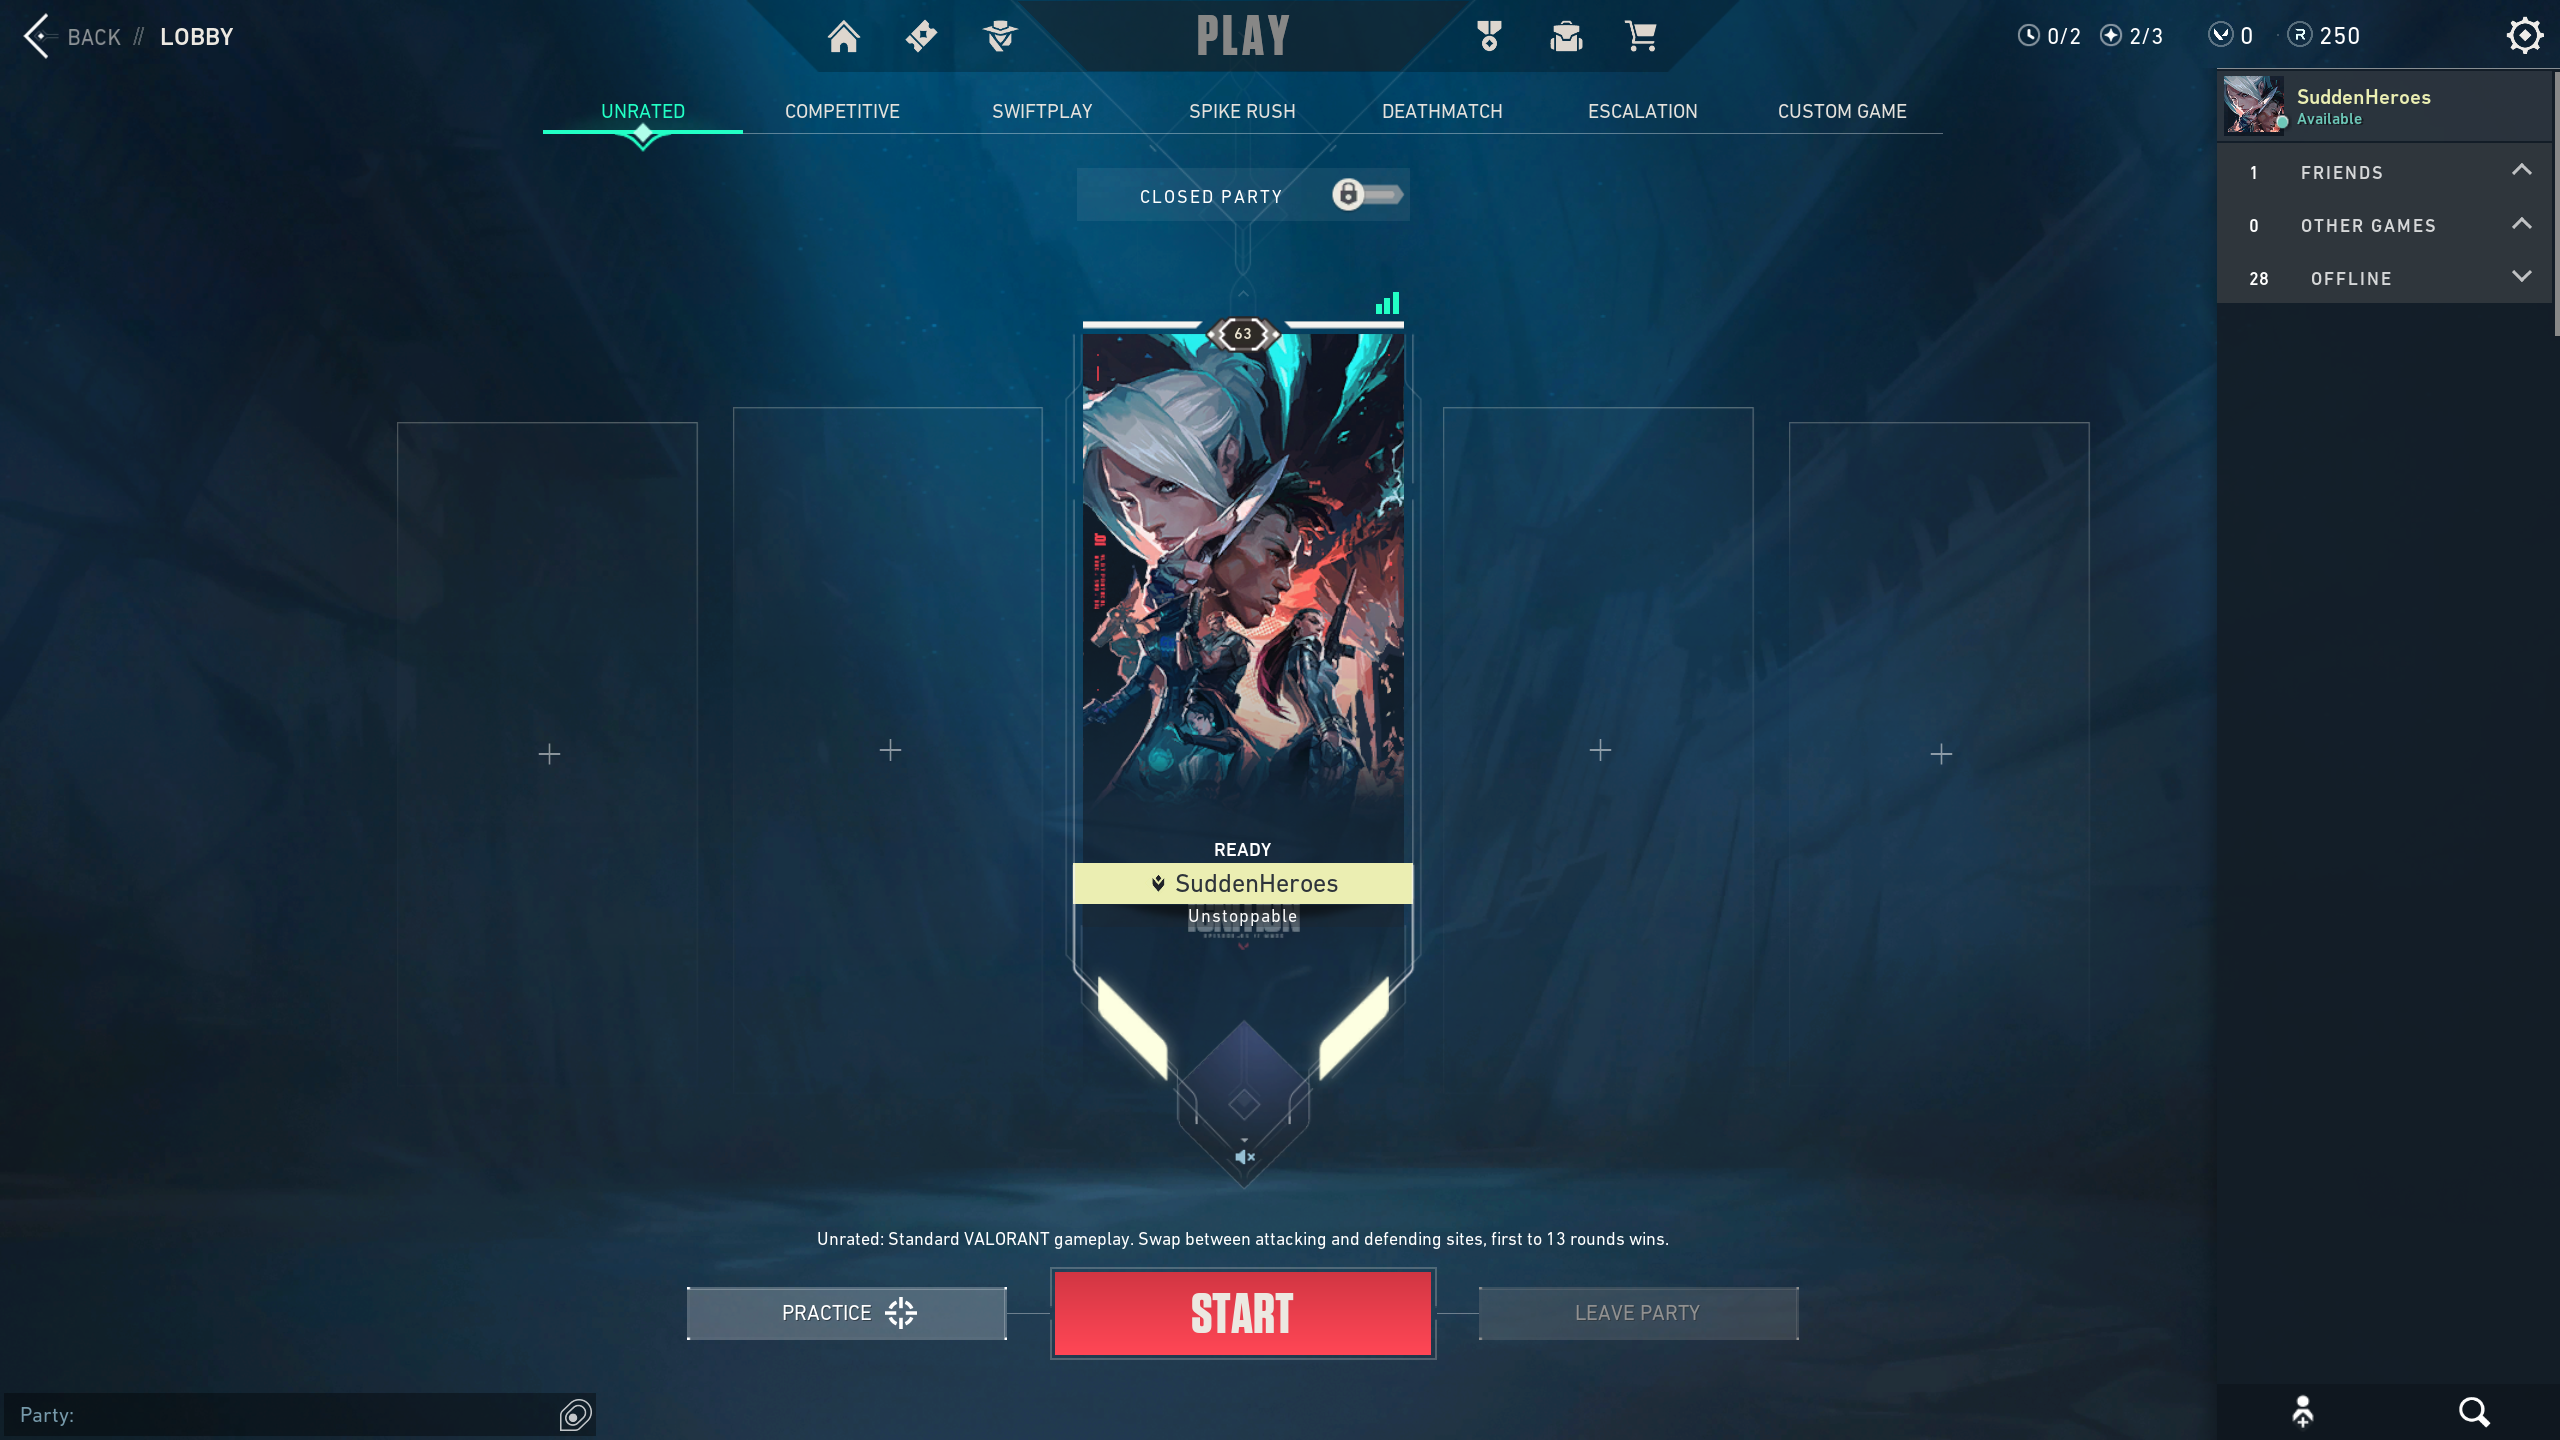 BACK // LOBBY
PLAY
0/2 2/3 0 250
UNRATED COMPETITIVE SWIFTPLAY SPIKE RUSH DEATHMATCH ESCALATION CUSTOM GAME
CLOSED PARTY
SuddenHeroes
Available
1 FRIENDS
0 OTHER GAMES
28 OFFLINE
63
READY
SuddenHeroes
Unstoppable
Unrated: Standard VALORANT gameplay. Swap between attacking and defending sites, first to 13 rounds wins.
PRACTICE
START
LEAVE PARTY
Party: